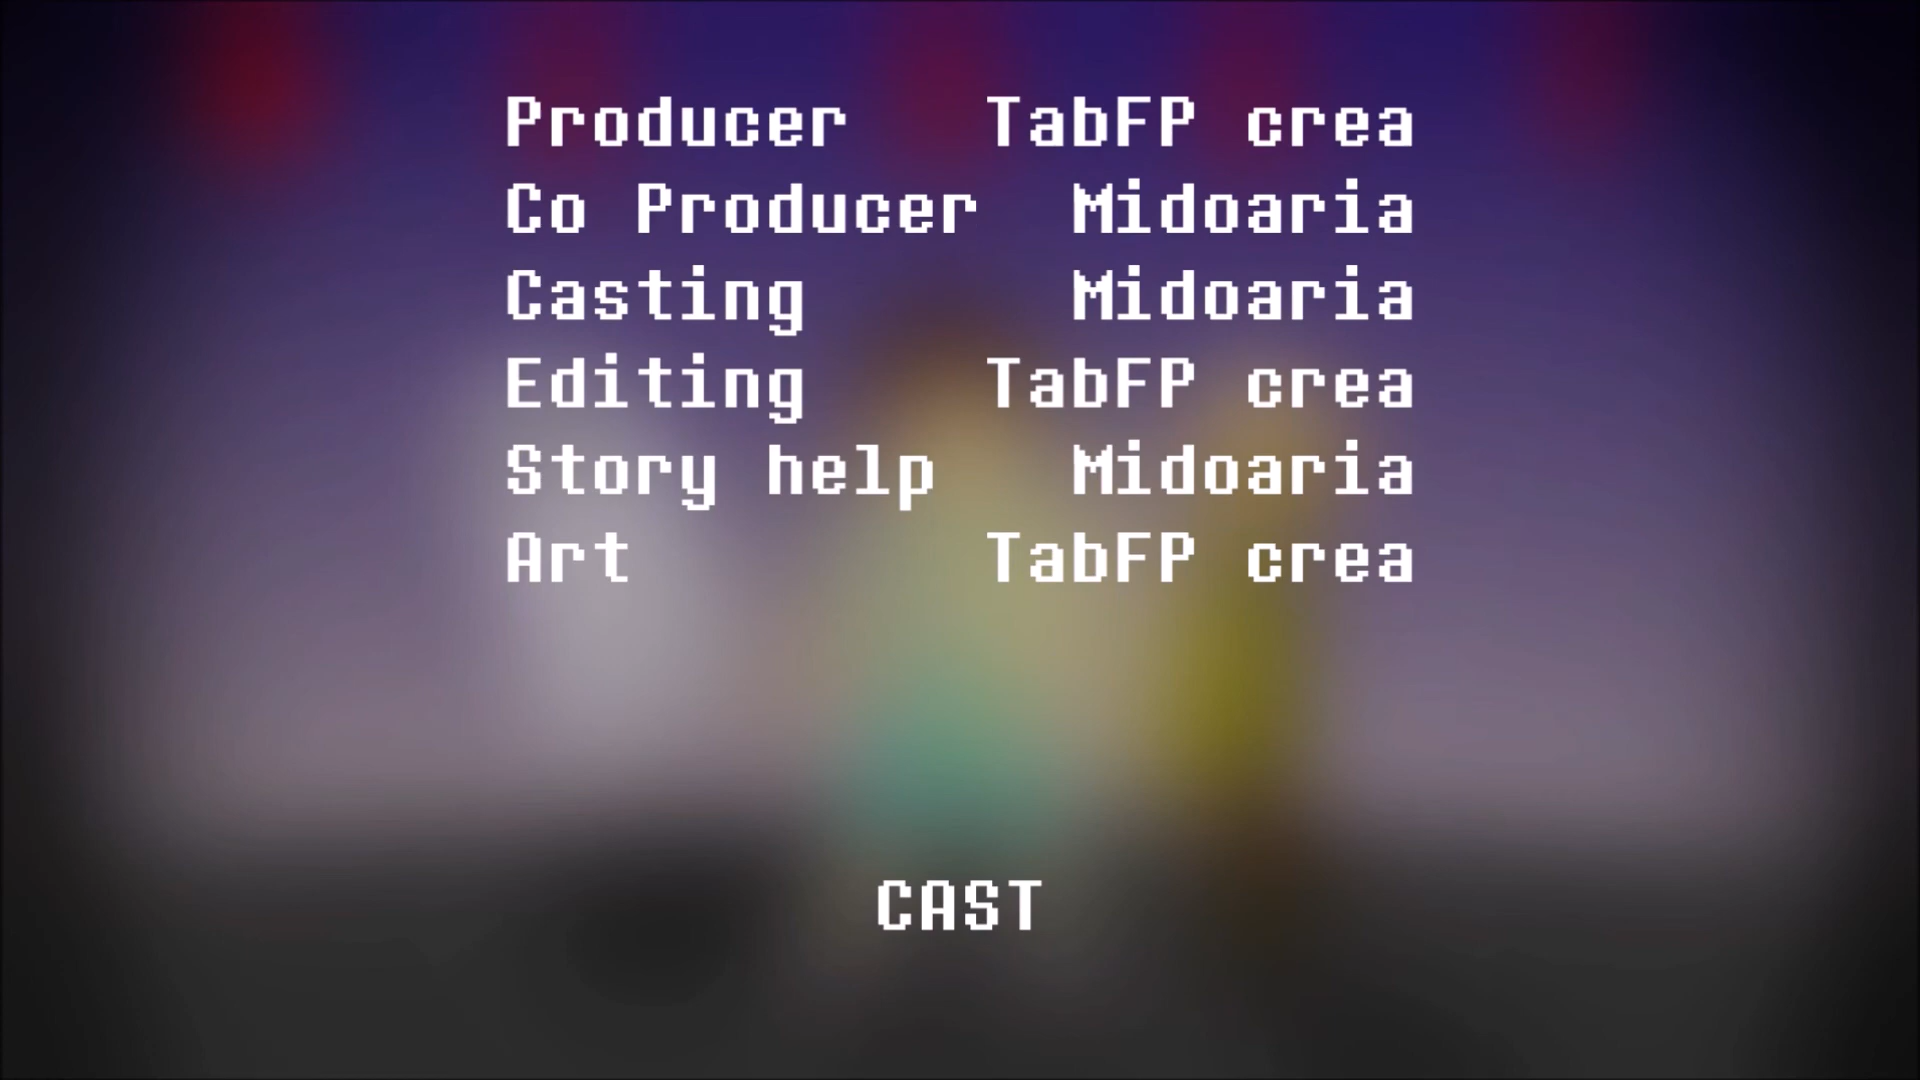 Producer TabFP crea
Co Producer Midoaria
Casting Midoaria
Editing TabFP crea
Story help Midoaria
Art TabFP crea
CAST